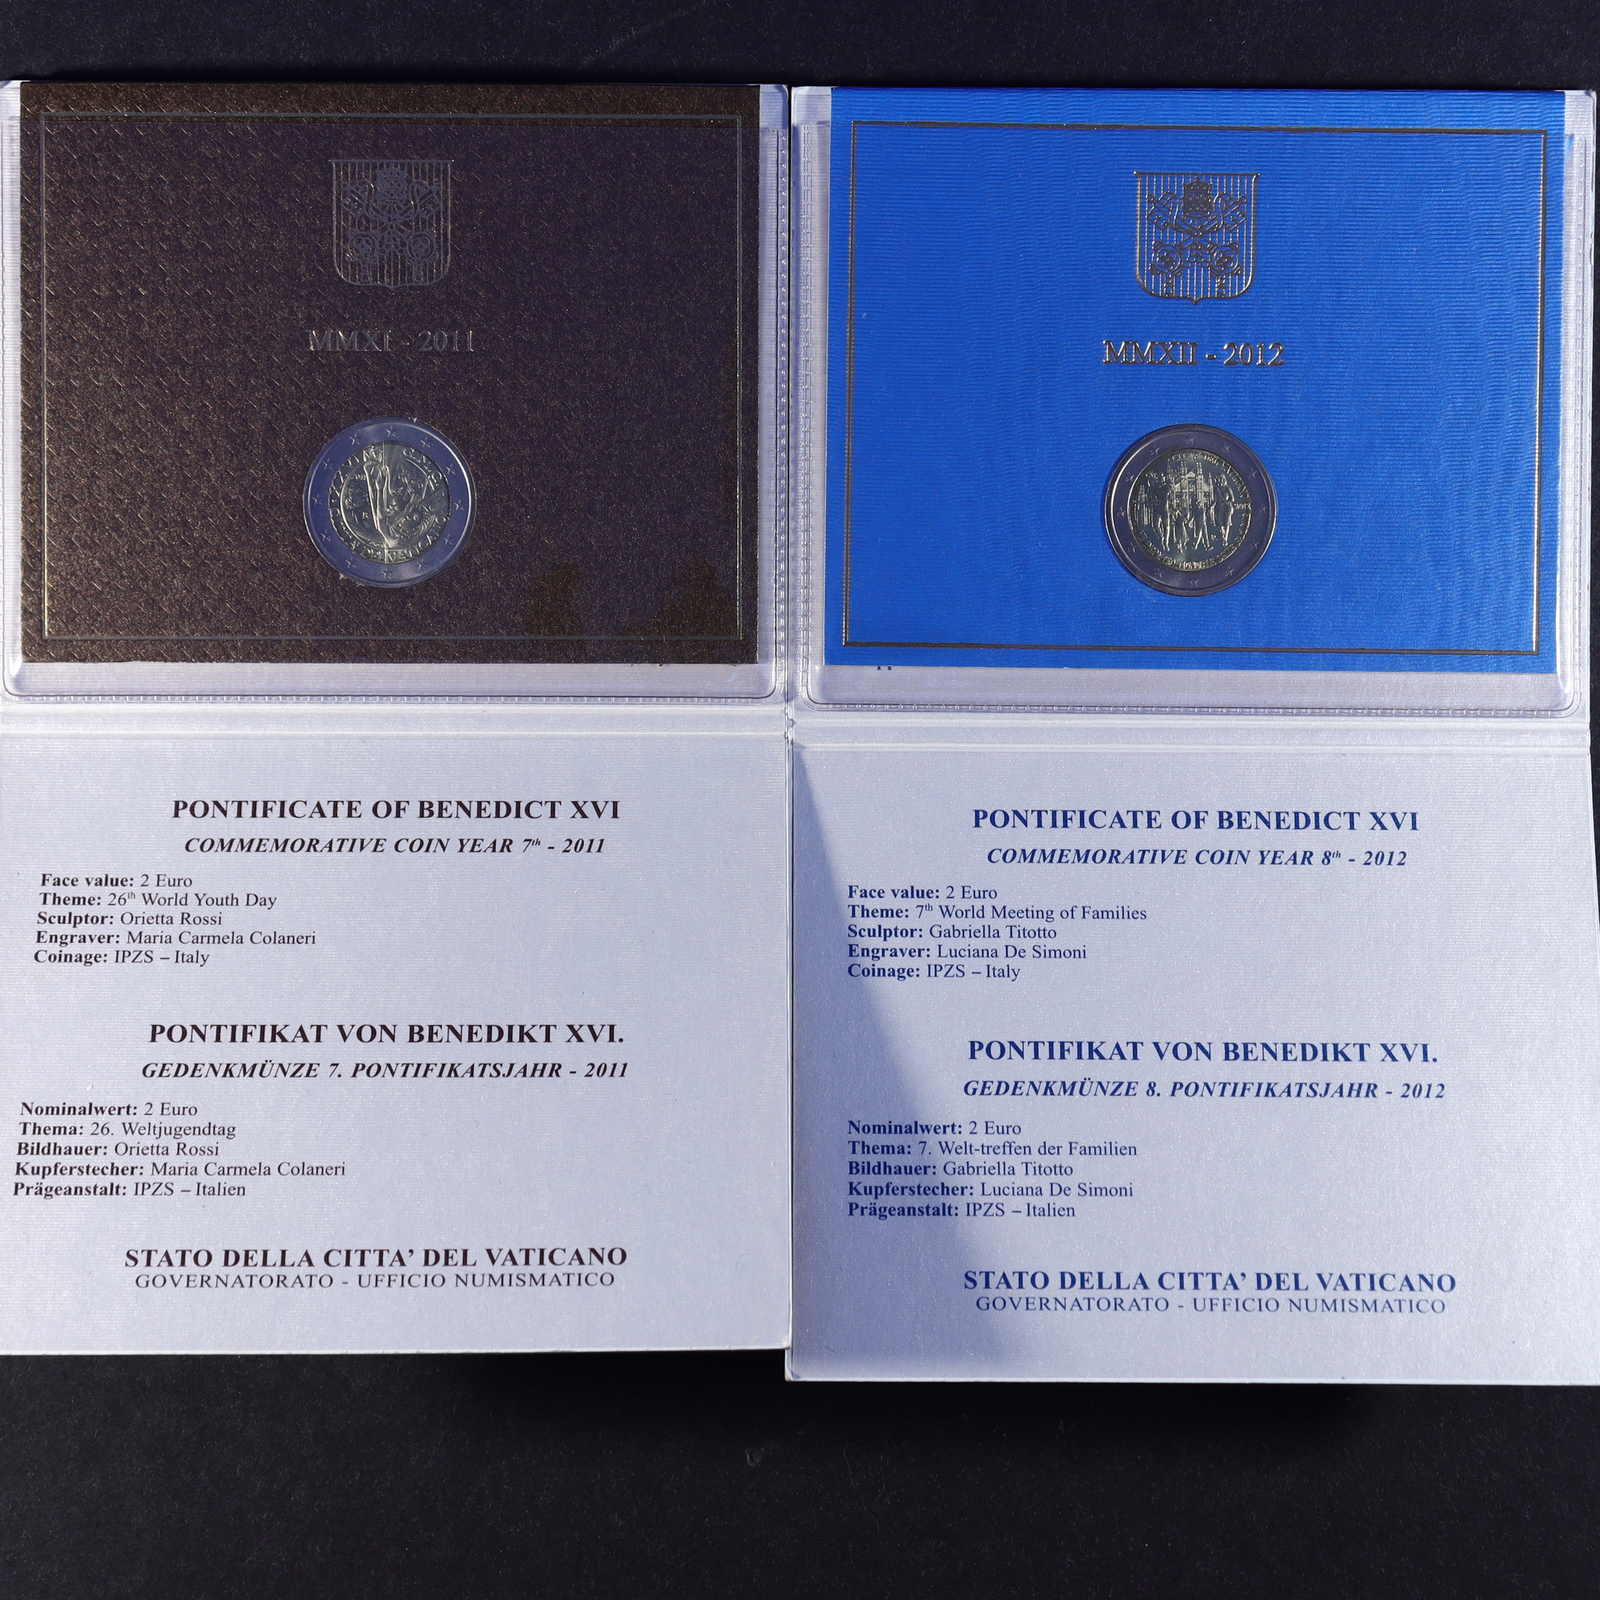 MMXI - 2011
PONTIFICATE OF BENEDICT XVI
COMMEMORATIVE COIN YEAR 7th - 2011
Face value: 2 Euro
Theme: 26th World Youth Day
Sculptor: Orietta Rossi
Engraver: Maria Carmela Colaneri
Coinage: IPZS – Italy
PONTIFIKAT VON BENEDIKT XVI.
GEDENKMÜNZE 7. PONTIFIKATSJAHR - 2011
Nominalwert: 2 Euro
Thema: 26. Weltjugendtag
Bildhauer: Orietta Rossi
Kupferstecher: Maria Carmela Colaneri
Prägeanstalt: IPZS – Italien
STATO DELLA CITTA’ DEL VATICANO
GOVERNATORATO - UFFICIO NUMISMATICO
MMXII - 2012
PONTIFICATE OF BENEDICT XVI
COMMEMORATIVE COIN YEAR 8th - 2012
Face value: 2 Euro
Theme: 7th World Meeting of Families
Sculptor: Gabriella Titotto
Engraver: Luciana De Simoni
Coinage: IPZS – Italy
PONTIFIKAT VON BENEDIKT XVI.
GEDENKMÜNZE 8. PONTIFIKATSJAHR - 2012
Nominalwert: 2 Euro
Thema: 7. Welt-treffen der Familien
Bildhauer: Gabriella Titotto
Kupferstecher: Luciana De Simoni
Prägeanstalt: IPZS – Italien
STATO DELLA CITTA’ DEL VATICANO
GOVERNATORATO - UFFICIO NUMISMATICO